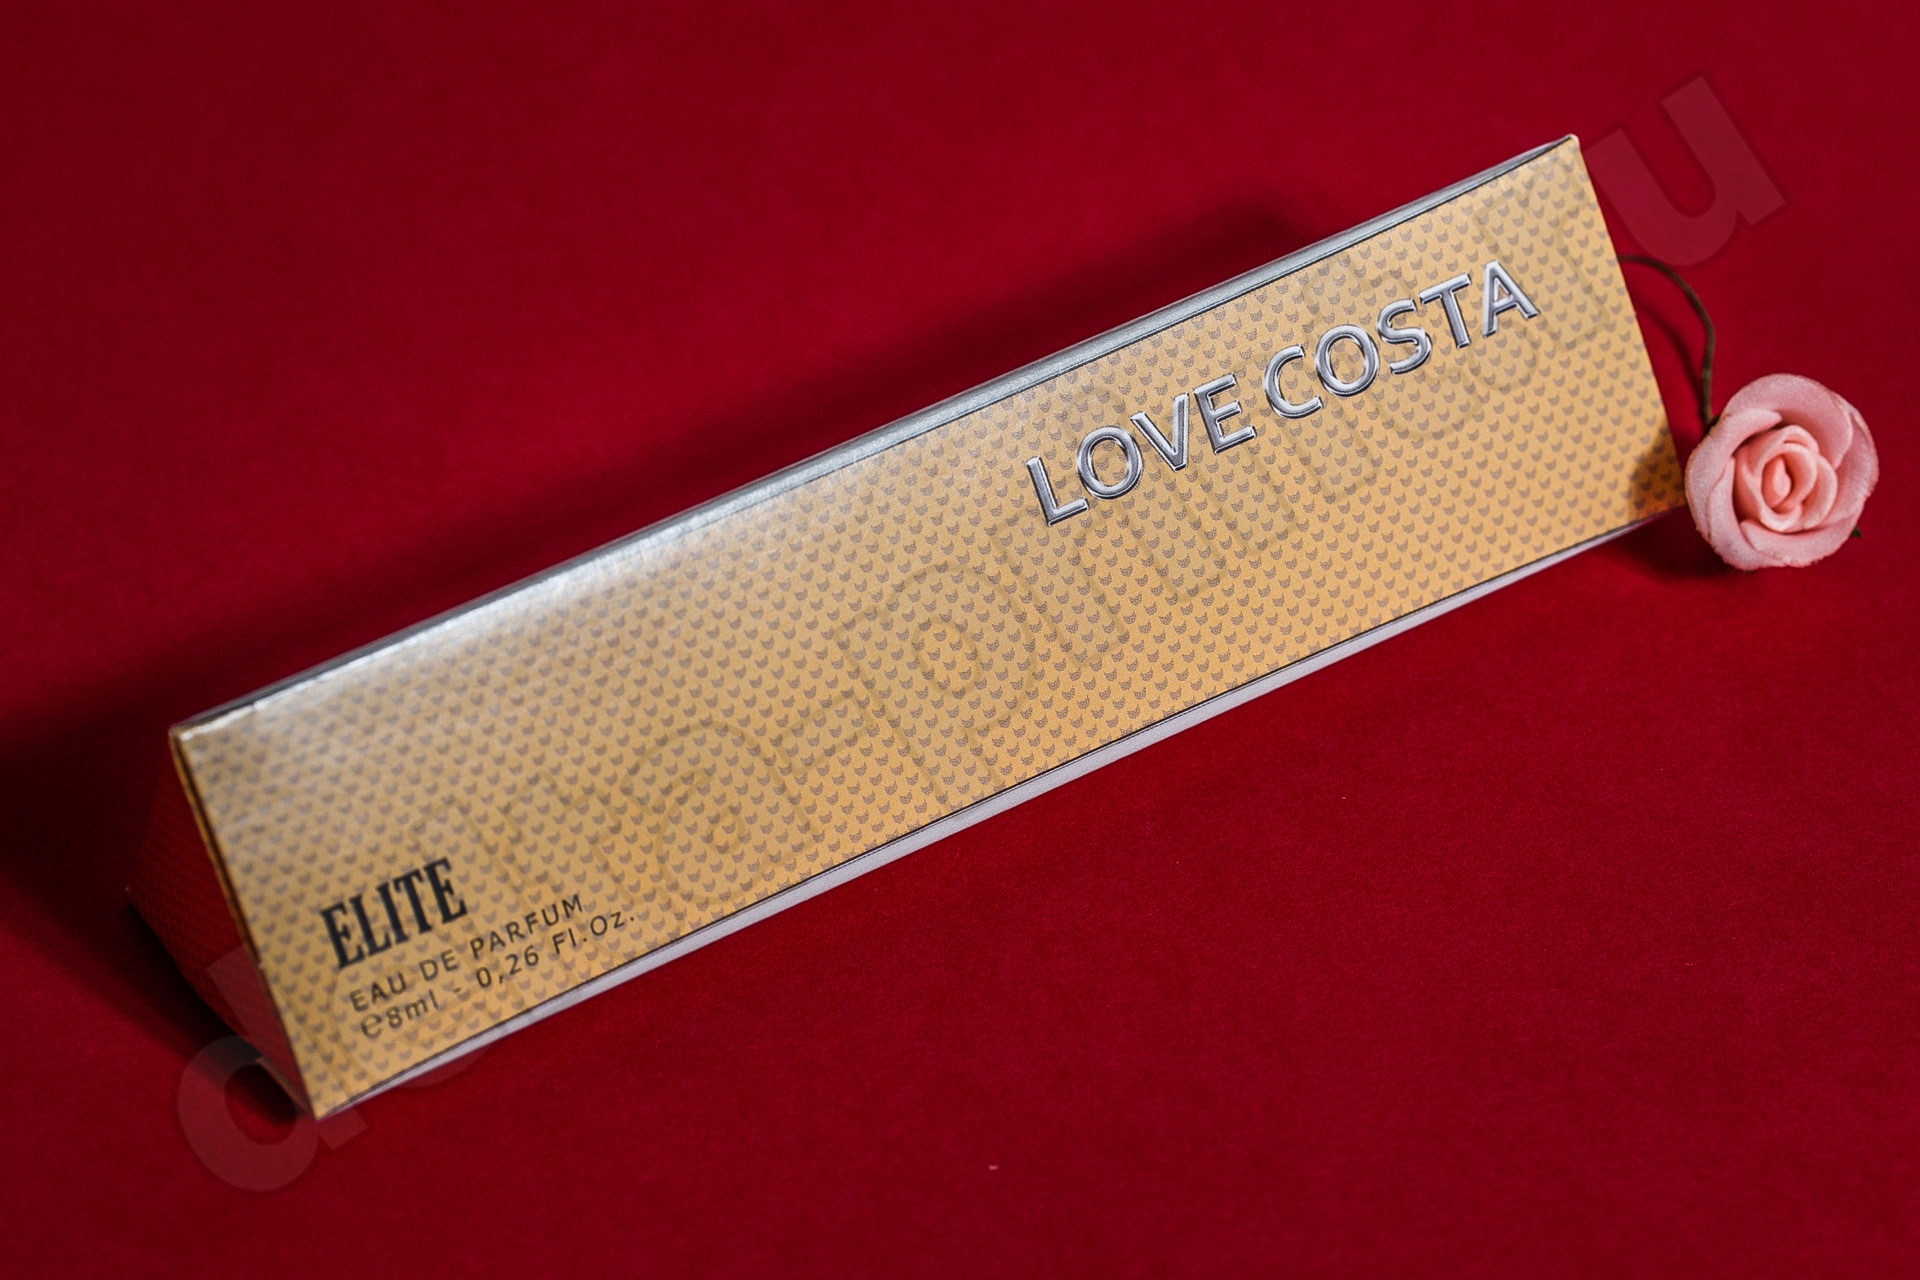 LOVE COSTA
ELITE
EAU DE PARFUM
℮8ml - 0,26 Fl.Oz.